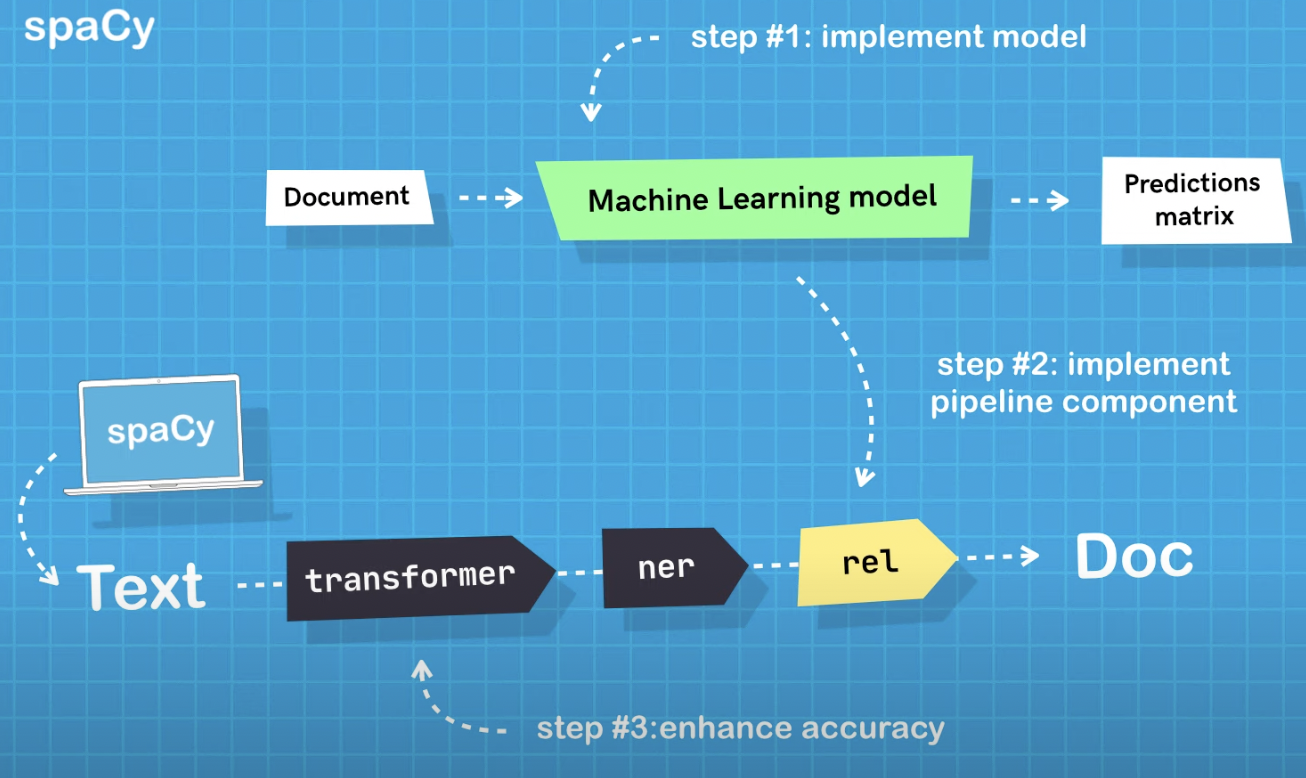 spaCy
step #1: implement model
Document
Machine Learning model
Predictions
matrix
step #2: implement
pipeline component
spaCy
Text
transformer
ner
rel
Doc
step #3:enhance accuracy